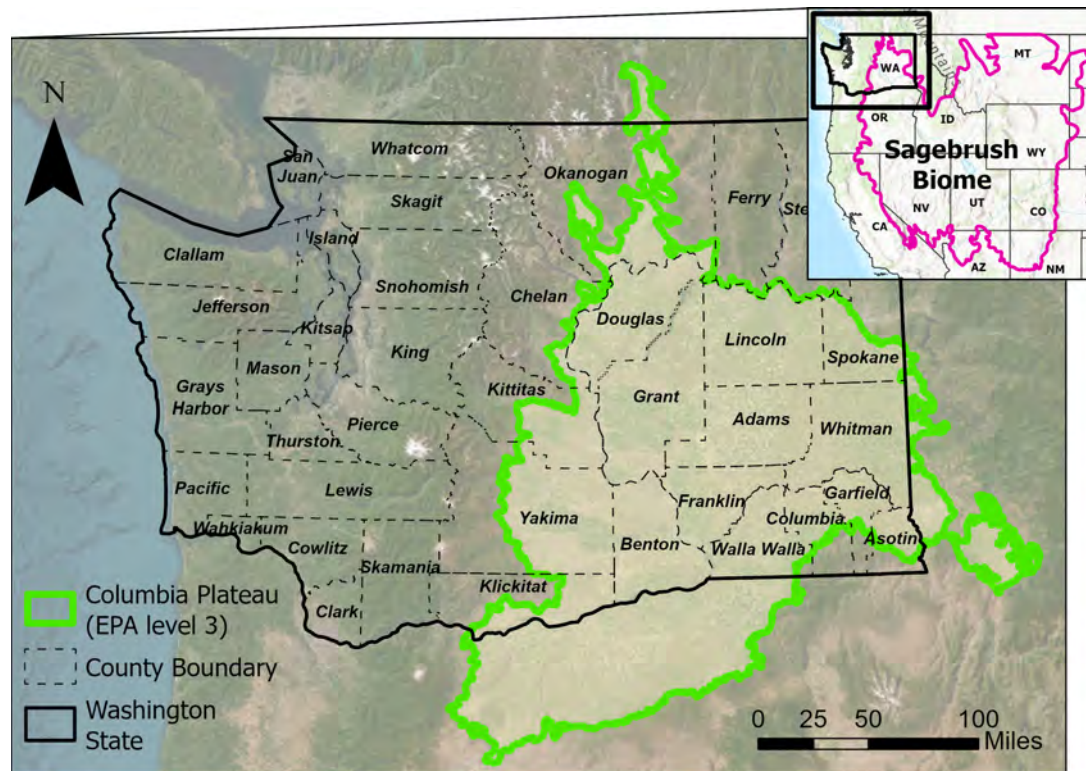 N
San
Juan
Whatcom
Skagit
Okanogan
Ferry
Clallam
Island
Jefferson
Snohomish
Chelan
Kitsap
Douglas
Lincoln
King
Mason
Spokane
Grays
Harbor
Kittitas
Grant
Adams
Pierce
Whitman
Thurston
Pacific
Lewis
Garfield
Franklin
Yakima
Columbia
Wahkiakum
Asotin
Benton
Walla Walla
Cowlitz
Skamania
Klickitat
Clark
WA
MT
OR
ID
WY
Sagebrush
Biome
NV
UT
CA
CO
AZ
NM
Columbia Plateau
(EPA level 3)
County Boundary
Washington
State
0 25 50 100
Miles